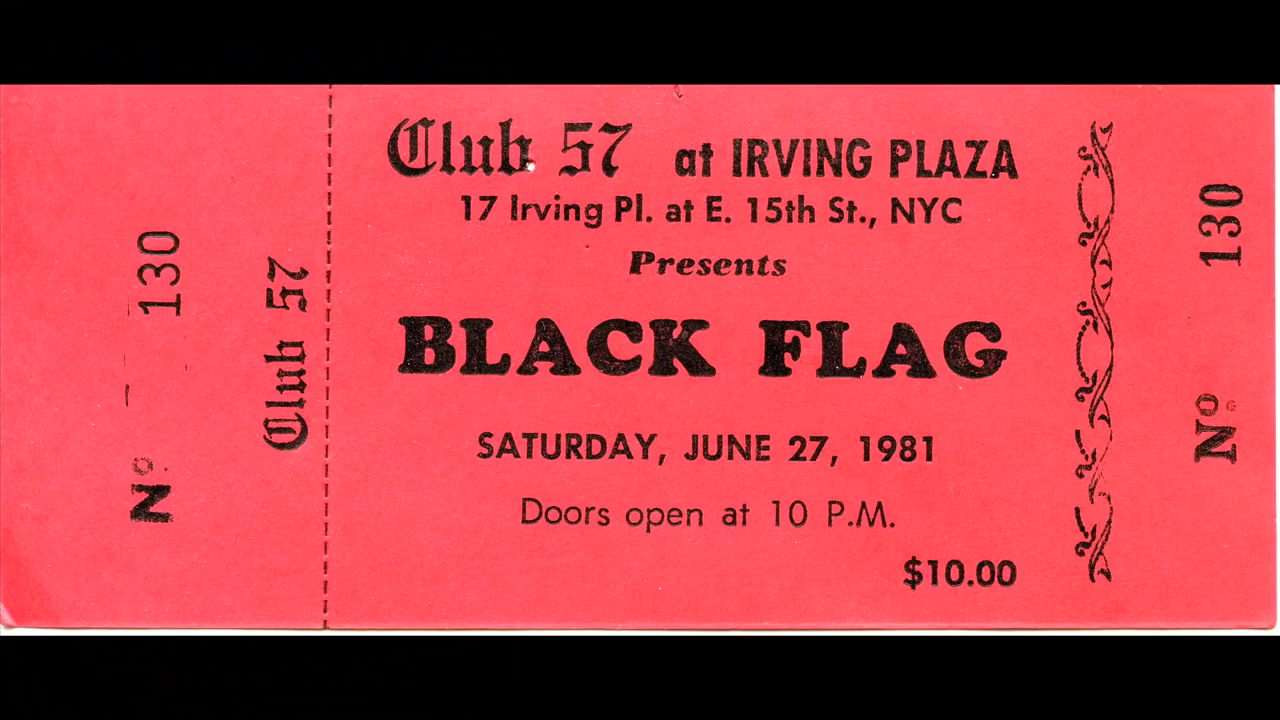 Nº 130
Club 57
Club 57 at IRVING PLAZA
17 Irving Pl. at E. 15th St., NYC
Presents
BLACK FLAG
SATURDAY, JUNE 27, 1981
Doors open at 10 P.M.
$10.00
Nº 130